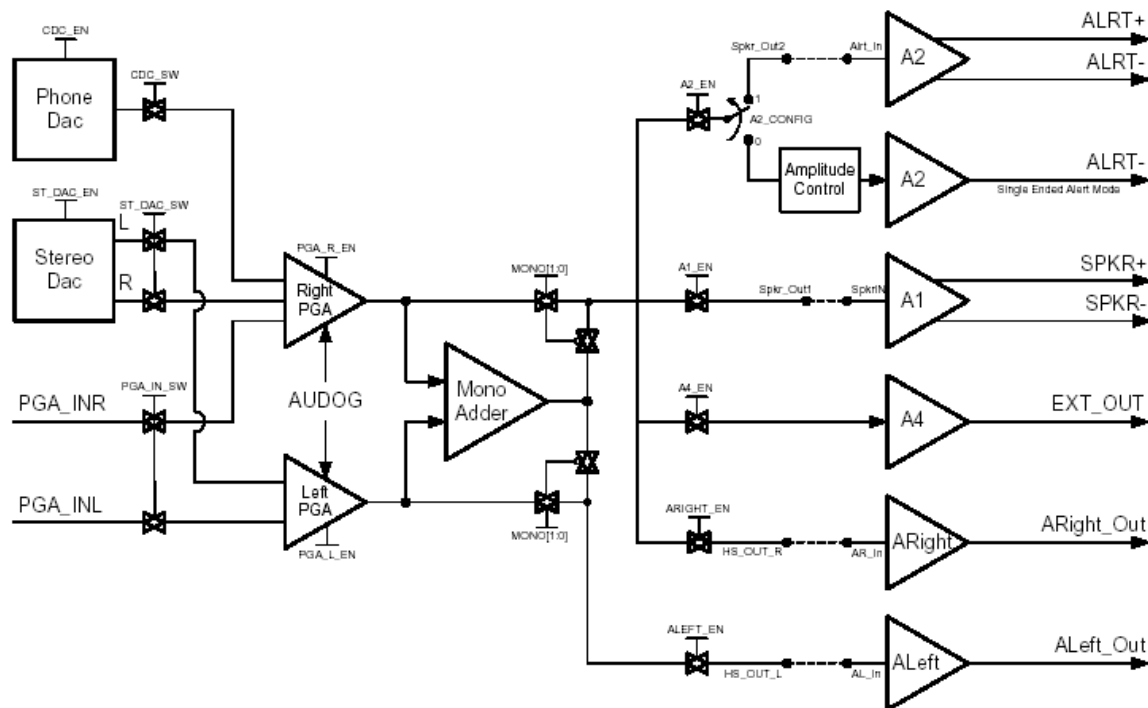 CDC_EN
Phone
Dac
CDC_SW
ST_DAC_EN
Stereo
Dac
ST_DAC_SW
L
R
PGA_IN_SW
PGA_INR
PGA_INL
PGA_R_EN
Right
PGA
AUDOG
Left
PGA
PGA_L_EN
Mono
Adder
MONO[1:0]
MONO[1:0]
A2_EN
Spkr_Out2
Alrt_In
1
A2_CONFIG
0
A2
ALRT+
ALRT-
Amplitude
Control
A2
ALRT-
Single Ended Alert Mode
A1_EN
Spkr_Out1
SpkrIN
A1
SPKR+
SPKR-
A4_EN
A4
EXT_OUT
ARIGHT_EN
HS_OUT_R
AR_In
ARight
ARight_Out
ALEFT_EN
HS_OUT_L
AL_In
ALeft
ALeft_Out